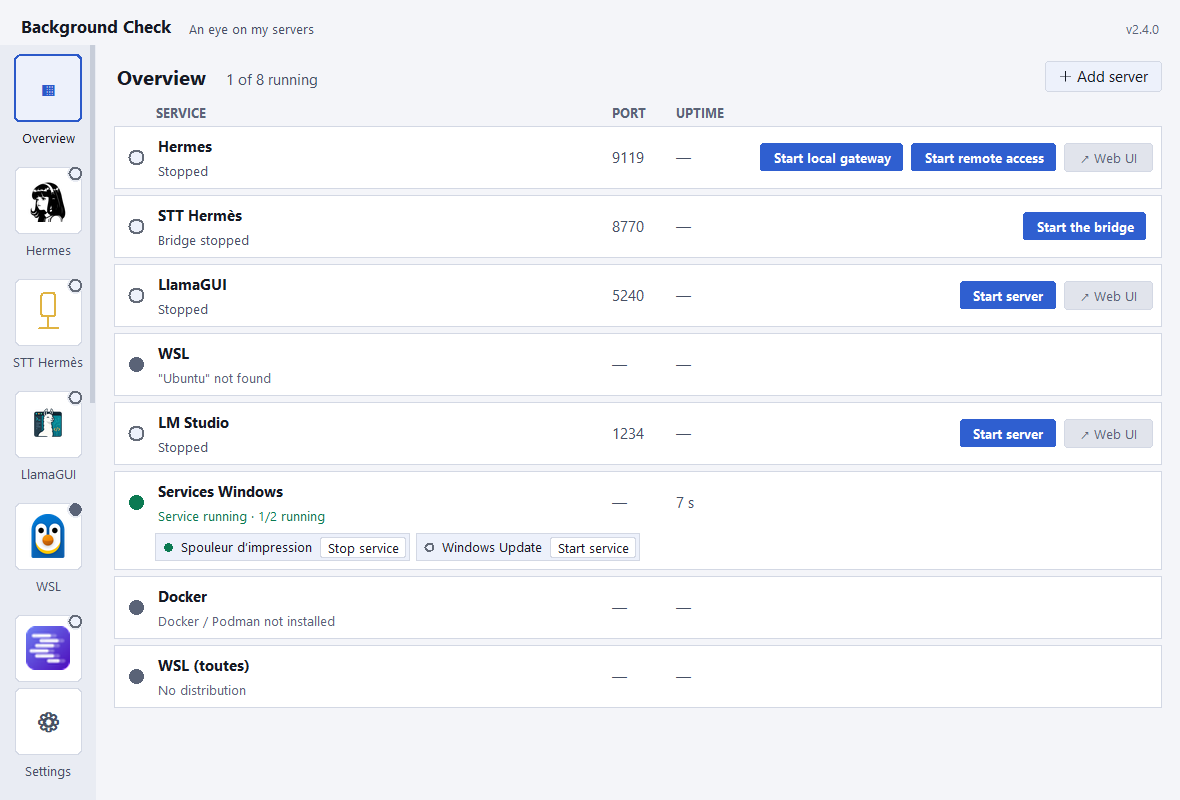 Background Check An eye on my servers v2.4.0
Overview
Hermes
STT Hermès
LlamaGUI
WSL
Settings
Overview 1 of 8 running + Add server
SERVICE PORT UPTIME
Hermes
Stopped
9119 — Start local gateway Start remote access ↗ Web UI
STT Hermès
Bridge stopped
8770 — Start the bridge
LlamaGUI
Stopped
5240 — Start server ↗ Web UI
WSL
"Ubuntu" not found
— —
LM Studio
Stopped
1234 — Start server ↗ Web UI
Services Windows
Service running · 1/2 running
— 7 s
Spouleur d'impression Stop service Windows Update Start service
Docker
Docker / Podman not installed
— —
WSL (toutes)
No distribution
— —